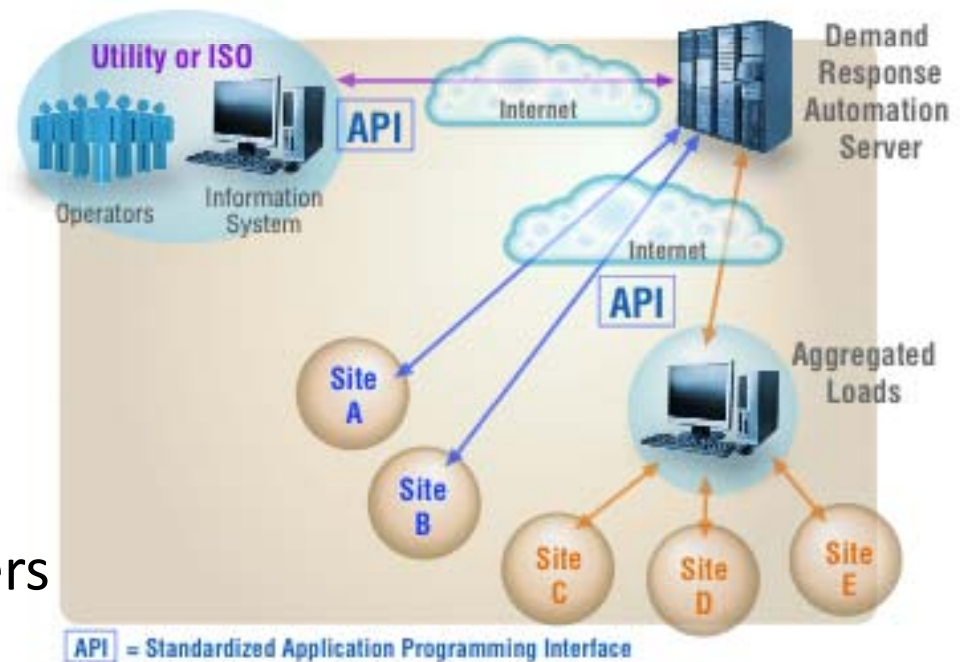 Utility or ISO
API
Internet
Demand
Response
Automation
Server
Operators
Information
System
Internet
API
Site
A
Aggregated
Loads
Site
B
Site
C
Site
D
Site
E
API = Standardized Application Programming Interface